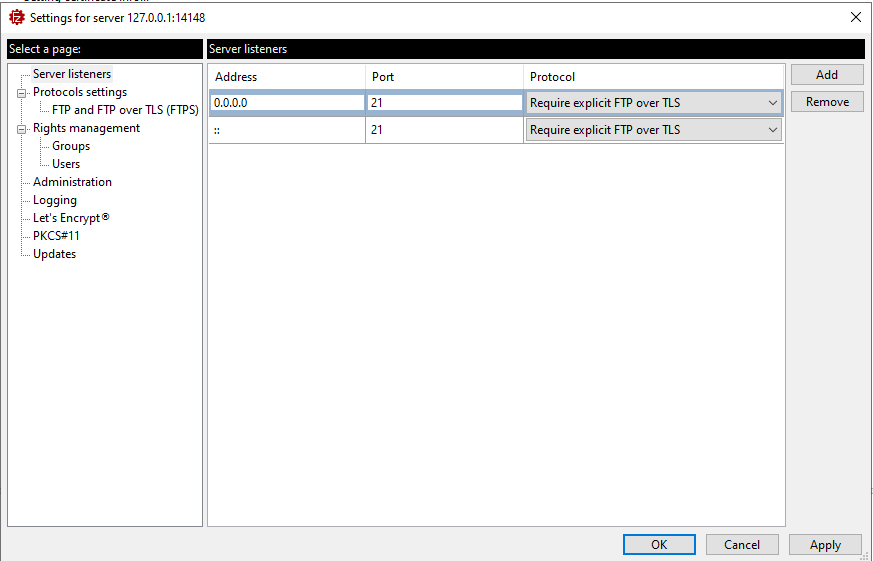 Settings for server 127.0.0.1:14148
Select a page:
Server listeners
Server listeners
Protocols settings
FTP and FTP over TLS (FTPS)
Rights management
Groups
Users
Administration
Logging
Let's Encrypt®
PKCS#11
Updates
Address Port Protocol
0.0.0.0 21 Require explicit FTP over TLS
:: 21 Require explicit FTP over TLS
Add
Remove
OK Cancel Apply